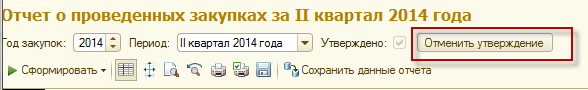 Отчет о проведенных закупках за II квартал 2014 года
Год закупок: 2014 Период: II квартал 2014 года Утверждено: Отменить утверждение
Сформировать Сохранить данные отчета